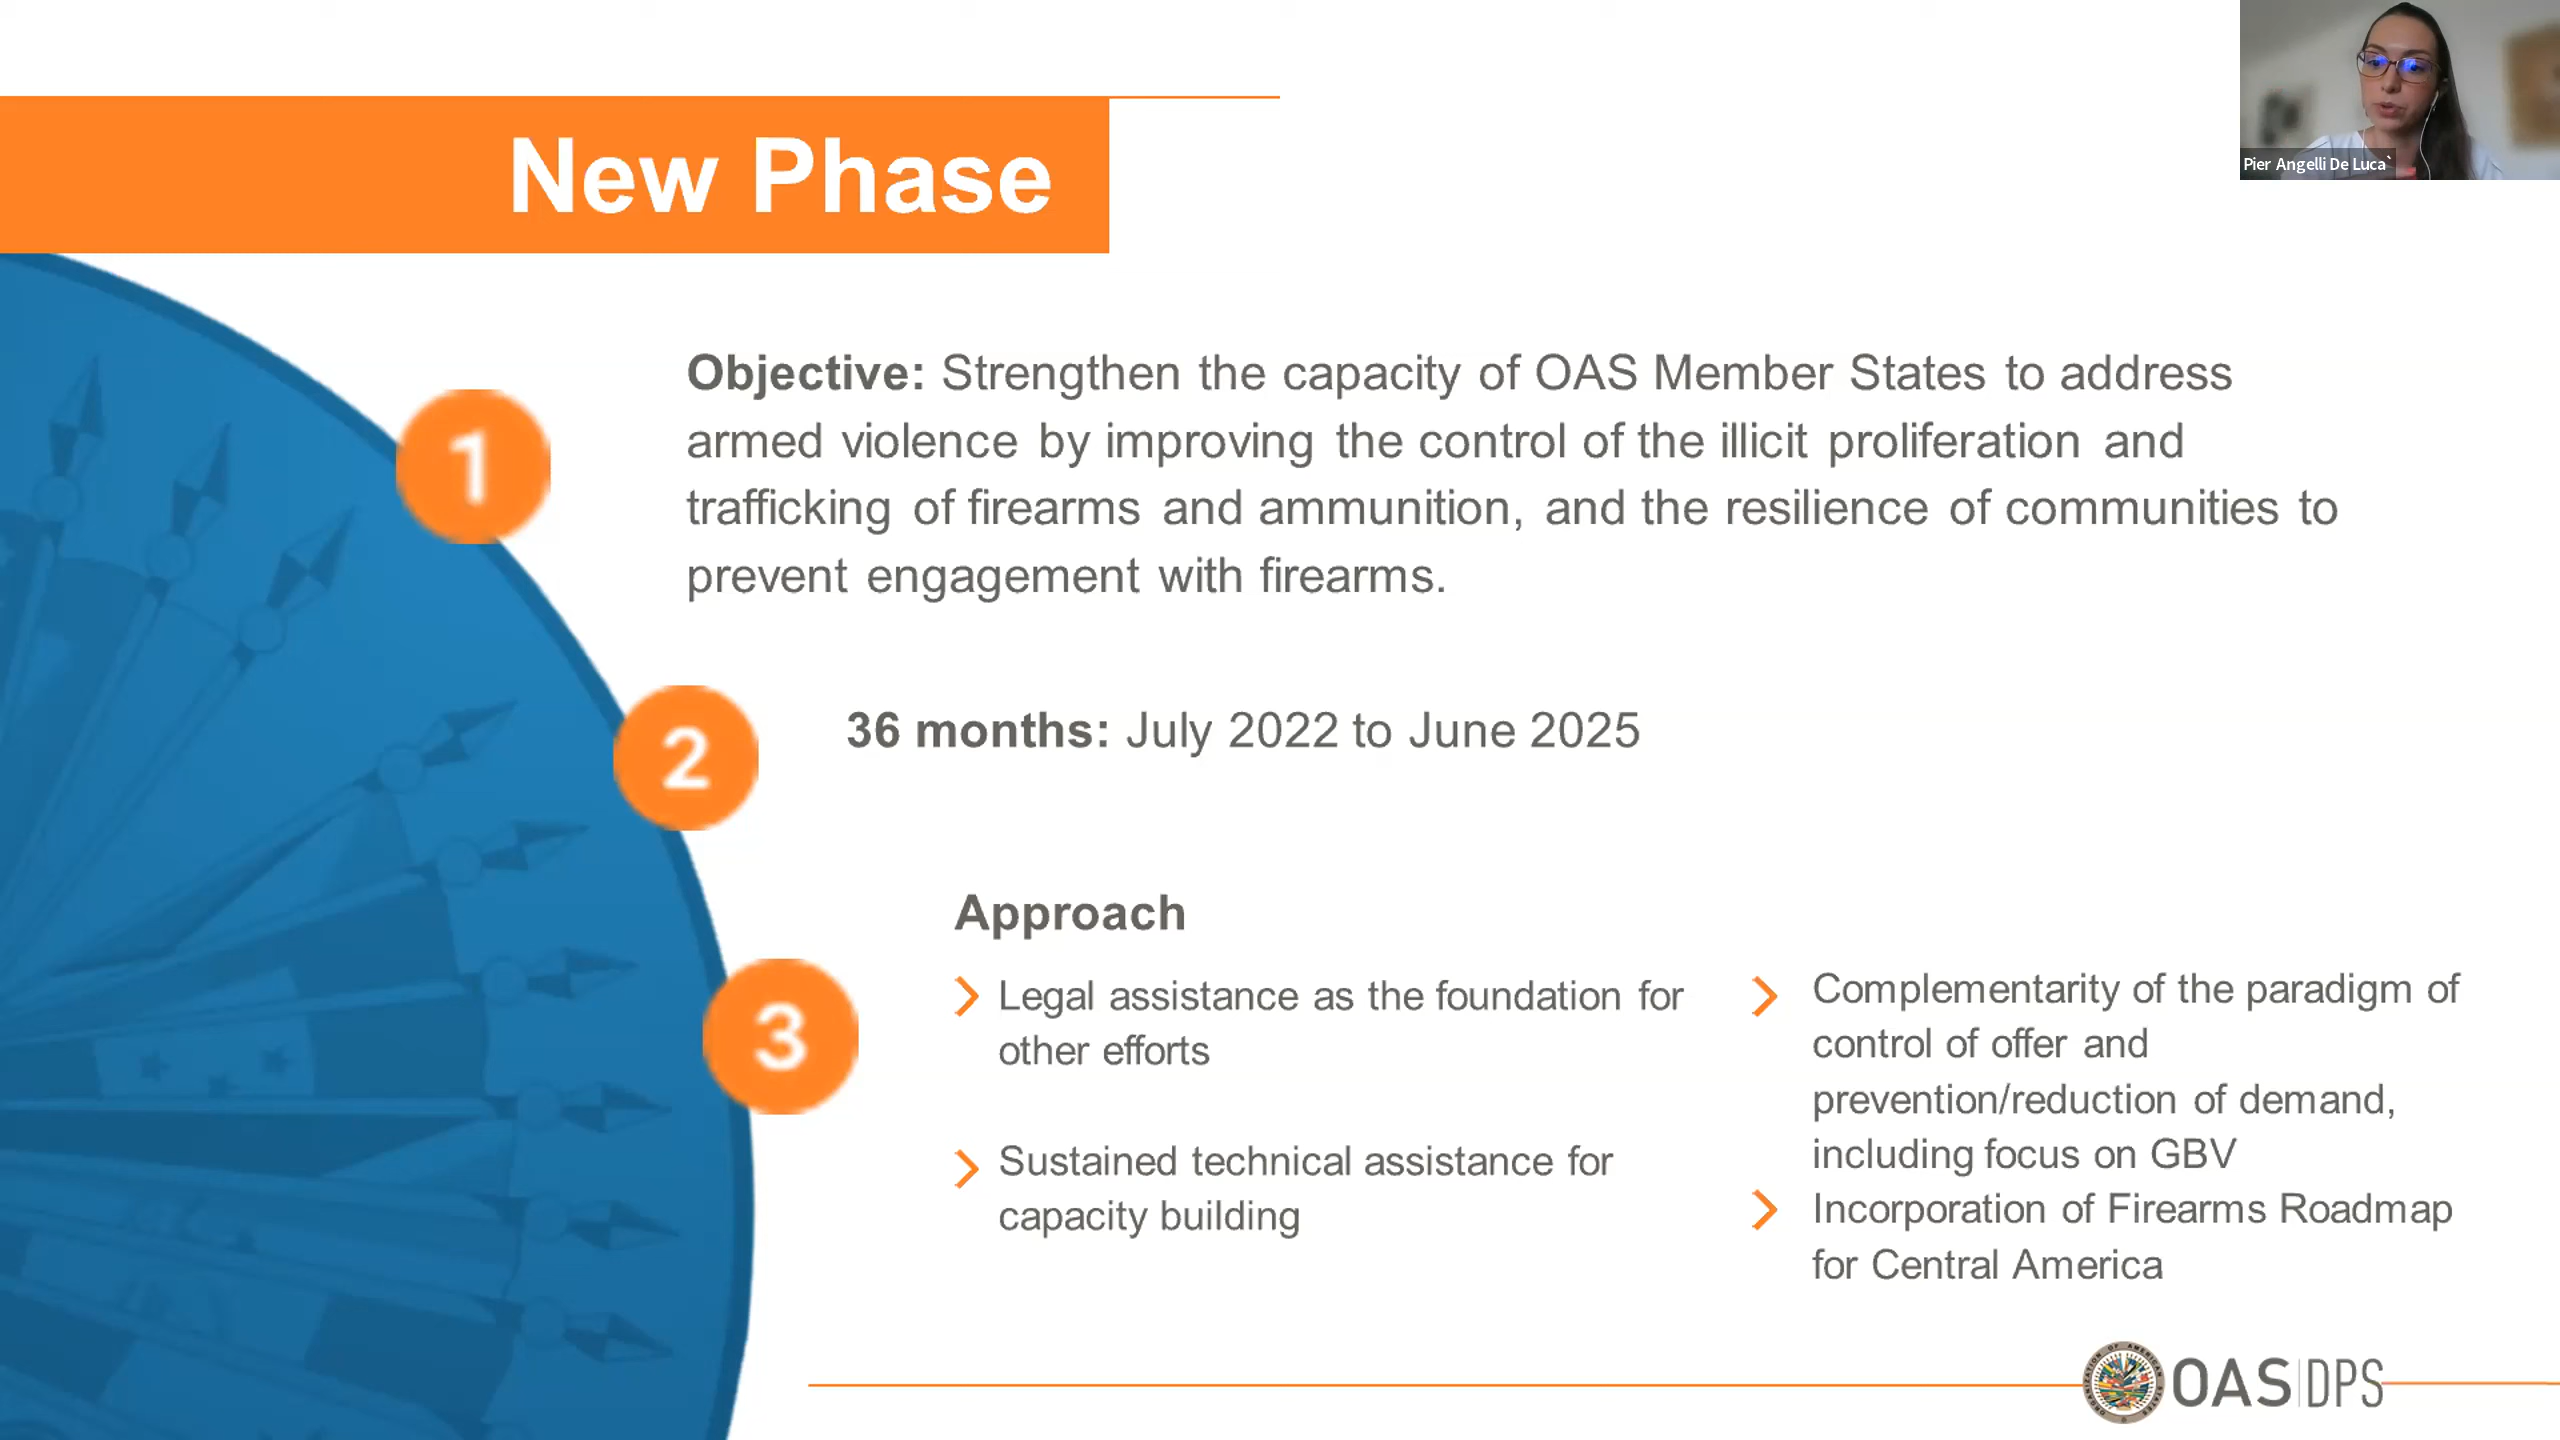 New Phase
Pier Angelli De Luca`
1
Objective: Strengthen the capacity of OAS Member States to address
armed violence by improving the control of the illicit proliferation and
trafficking of firearms and ammunition, and the resilience of communities to
prevent engagement with firearms.
2
36 months: July 2022 to June 2025
3
Approach
Legal assistance as the foundation for
other efforts
Sustained technical assistance for
capacity building
Complementarity of the paradigm of
control of offer and
prevention/reduction of demand,
including focus on GBV
Incorporation of Firearms Roadmap
for Central America
OAS DPS